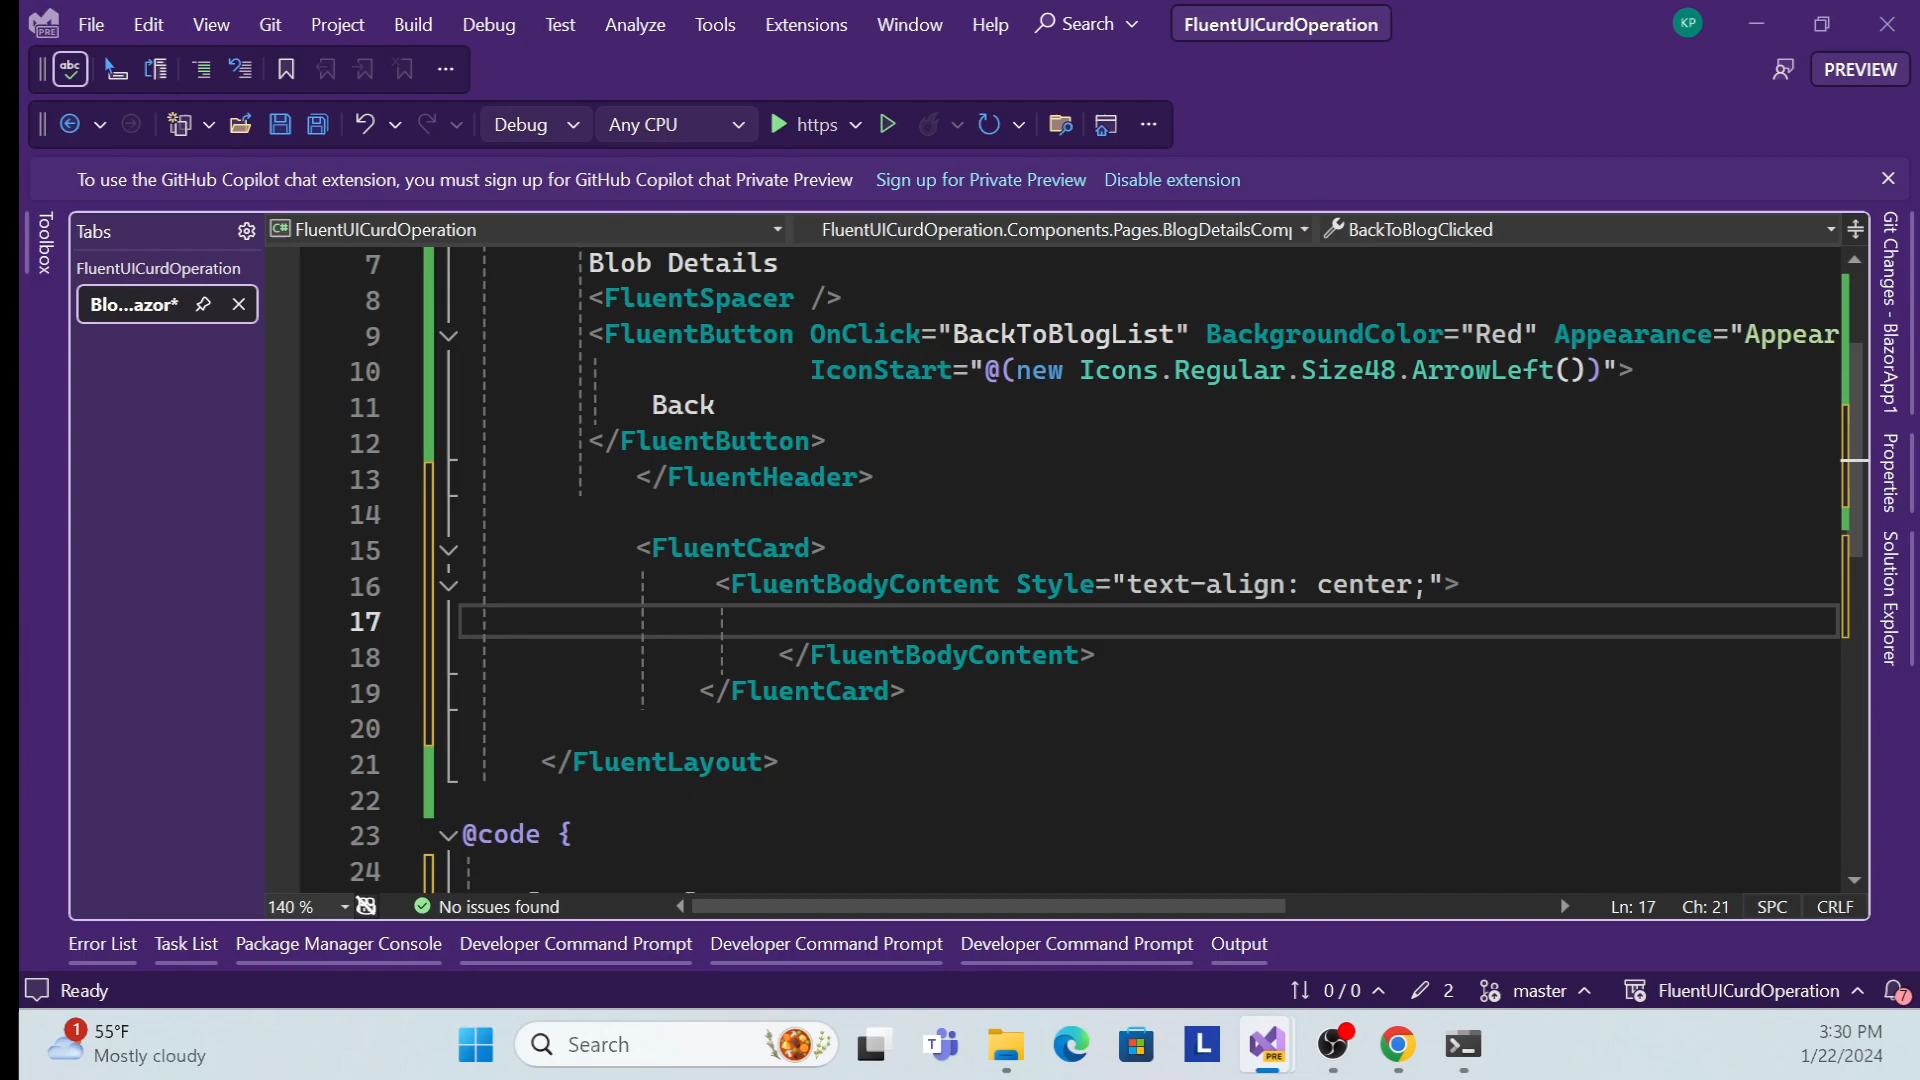 File Edit View Git Project Build Debug Test Analyze Tools Extensions Window Help Search FluentUICurdOperation KP
abc PREVIEW
Debug Any CPU https
To use the GitHub Copilot chat extension, you must sign up for GitHub Copilot chat Private Preview Sign up for Private Preview Disable extension
Toolbox
Tabs
FluentUICurdOperation
Blo...azor*
C# FluentUICurdOperation FluentUICurdOperation.Components.Pages.BlogDetailsComp BackToBlogClicked
7 Blob Details
8 <FluentSpacer />
9 <FluentButton OnClick="BackToBlogList" BackgroundColor="Red" Appearance="Appear
10 IconStart="@(new Icons.Regular.Size48.ArrowLeft())">
11 Back
12 </FluentButton>
13 </FluentHeader>
14
15 <FluentCard>
16 <FluentBodyContent Style="text-align: center;">
17
18 </FluentBodyContent>
19 </FluentCard>
20
21 </FluentLayout>
22
23 @code {
24
Git Changes - BlazorApp1
Properties
Solution Explorer
140 % No issues found Ln: 17 Ch: 21 SPC CRLF
Error List Task List Package Manager Console Developer Command Prompt Developer Command Prompt Developer Command Prompt Output
Ready 0 / 0 2 master FluentUICurdOperation 7
1 55°F
Mostly cloudy
Search
T
L
PRE
3:30 PM
1/22/2024